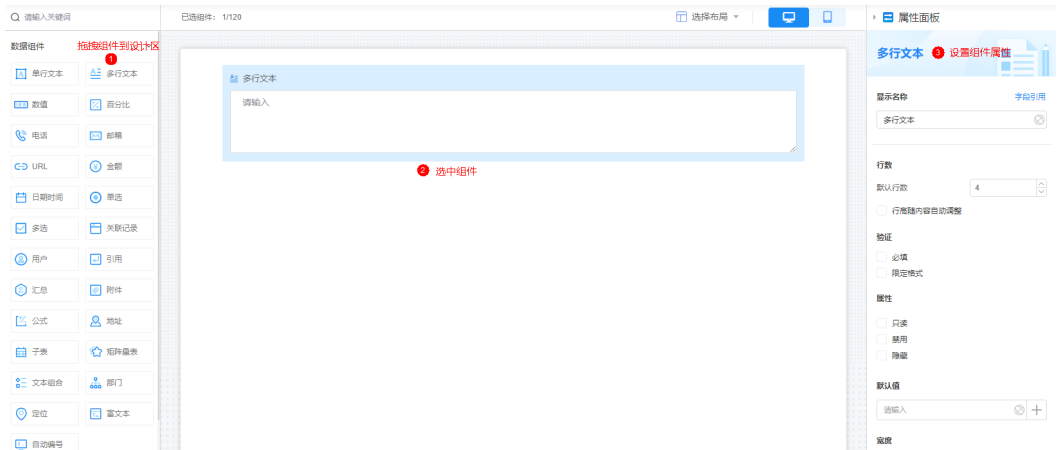 请输入关键词
已选组件： 1/120
选择布局
属性面板
数据组件
拖拽组件到设计区
1
单行文本
多行文本
数值
百分比
电话
邮箱
URL
金额
日期时间
单选
多选
关联记录
用户
引用
汇总
附件
公式
地址
子表
矩阵量表
文本组合
部门
定位
富文本
自动编号
多行文本
请输入
2 选中组件
多行文本
3 设置组件属性
显示名称 字段引用
多行文本
行数
默认行数 4
行高随内容自动调整
验证
必填
限定格式
属性
只读
禁用
隐藏
默认值
请输入
宽度